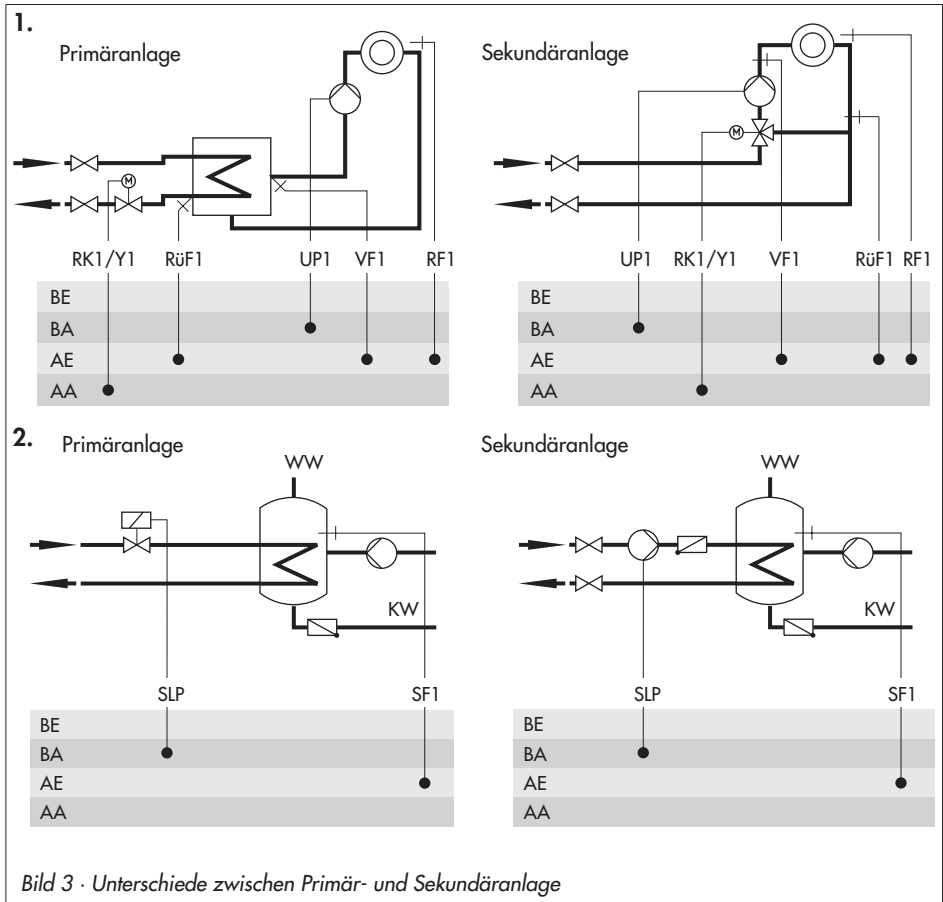 1.
Primäranlage
Sekundäranlage
M
M
RK1/Y1 RüF1 UP1 VF1 RF1
UP1 RK1/Y1 VF1 RüF1 RF1
BE
BA
AE
AA
BE
BA
AE
AA
2.
Primäranlage
Sekundäranlage
WW
KW
WW
KW
SLP SF1
SLP SF1
BE
BA
AE
AA
BE
BA
AE
AA
Bild 3 · Unterschiede zwischen Primär- und Sekundäranlage